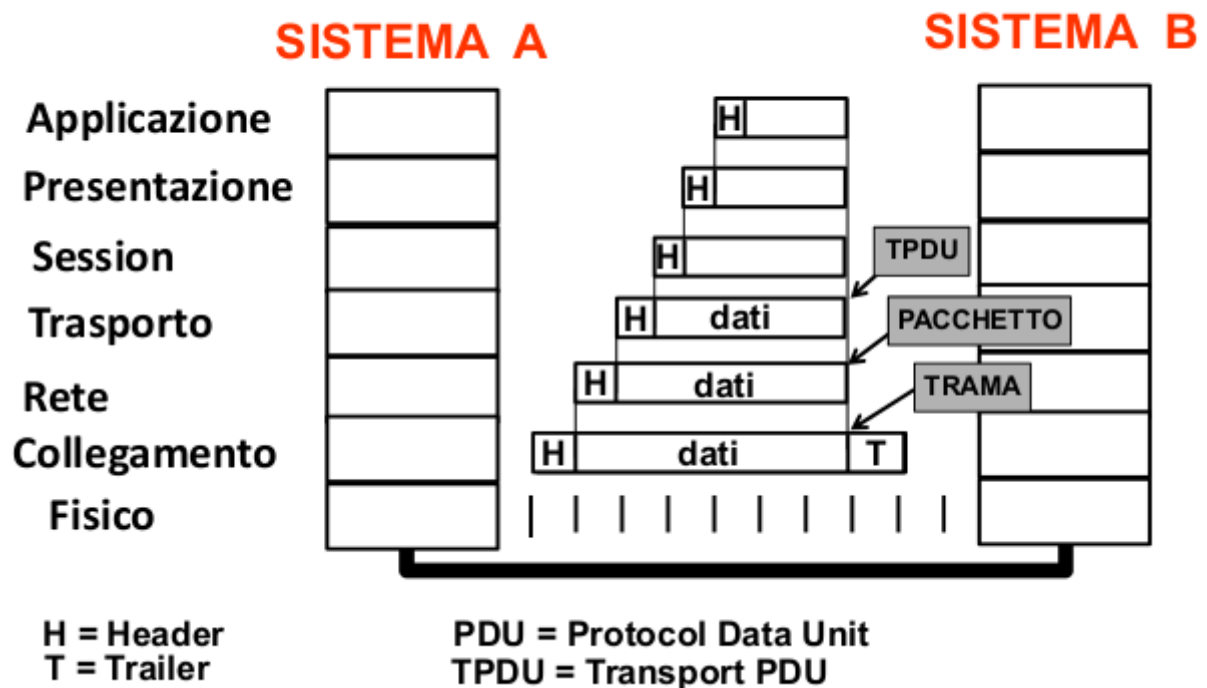 SISTEMA A
SISTEMA B
Applicazione
H
Presentazione
H
Session
H
TPDU
Trasporto
H dati
PACCHETTO
Rete
H dati
TRAMA
Collegamento
H dati T
Fisico
H = Header
PDU = Protocol Data Unit
T = Trailer
TPDU = Transport PDU